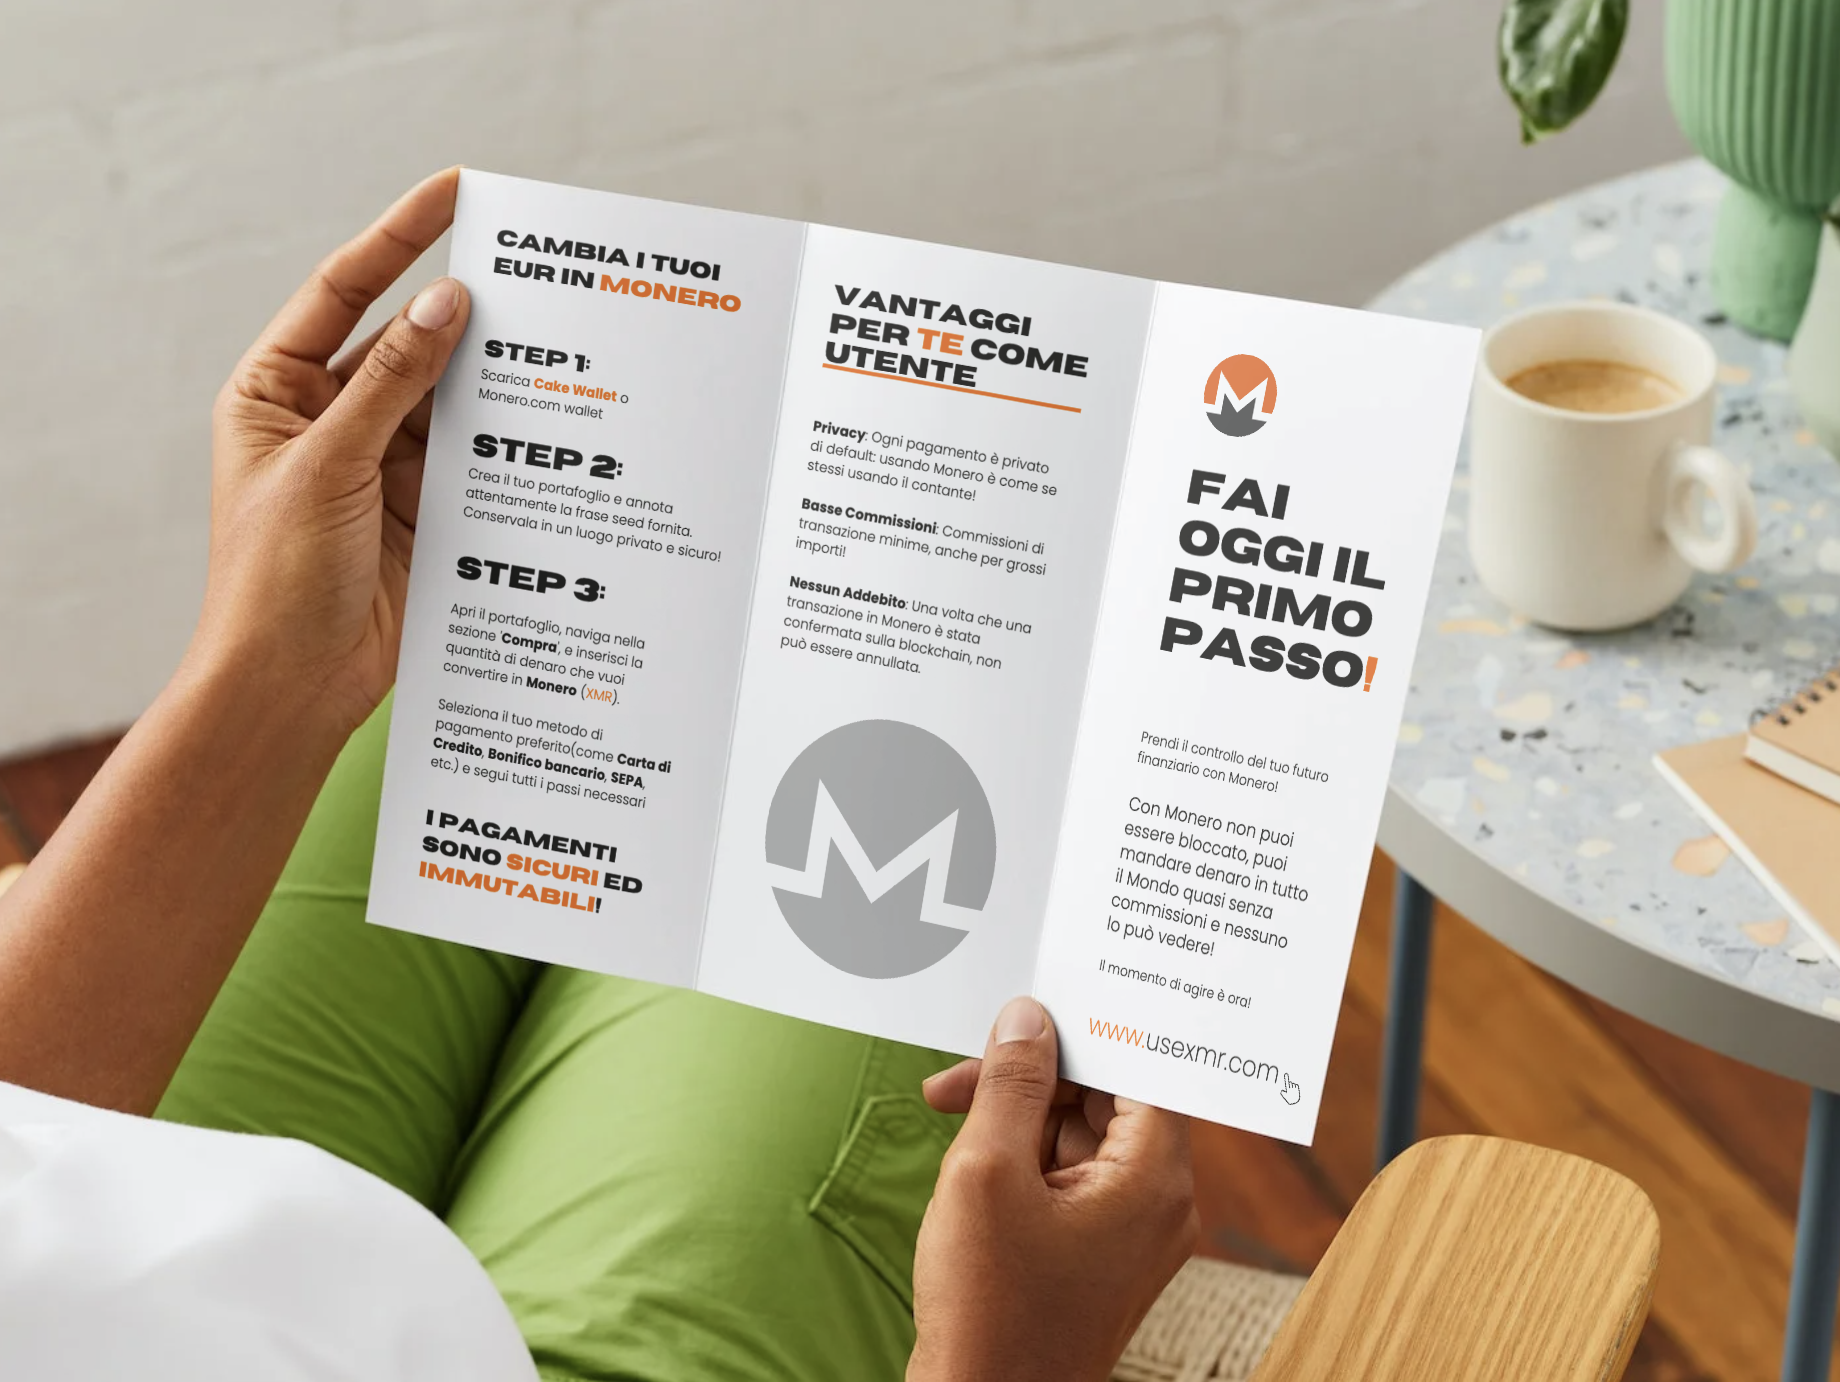 CAMBIA I TUOI
EUR IN MONERO
STEP 1:
Scarica Cake Wallet o
Monero.com wallet
STEP 2:
Crea il tuo portafoglio e annota
attentamente la frase seed fornita.
Conservala in un luogo privato e sicuro!
STEP 3:
Apri il portafoglio, naviga nella
sezione 'Compra', e inserisci la
quantità di denaro che vuoi
convertire in Monero (XMR).
Seleziona il tuo metodo di
pagamento preferito(come Carta di
Credito, Bonifico bancario, SEPA,
etc.) e segui tutti i passi necessari
I PAGAMENTI
SONO SICURI ED
IMMUTABILI!
VANTAGGI
PER TE COME
UTENTE
Privacy: Ogni pagamento è privato
di default: usando Monero è come se
stessi usando il contante!
Basse Commissioni: Commissioni di
transazione minime, anche per grossi
importi!
Nessun Addebito: Una volta che una
transazione in Monero è stata
confermata sulla blockchain, non
può essere annullata.
FAI
OGGI IL
PRIMO
PASSO!
Prendi il controllo del tuo futuro
finanziario con Monero!
Con Monero non puoi
essere bloccato, puoi
mandare denaro in tutto
il Mondo quasi senza
commissioni e nessuno
lo può vedere!
Il momento di agire è ora!
www.usexmr.com